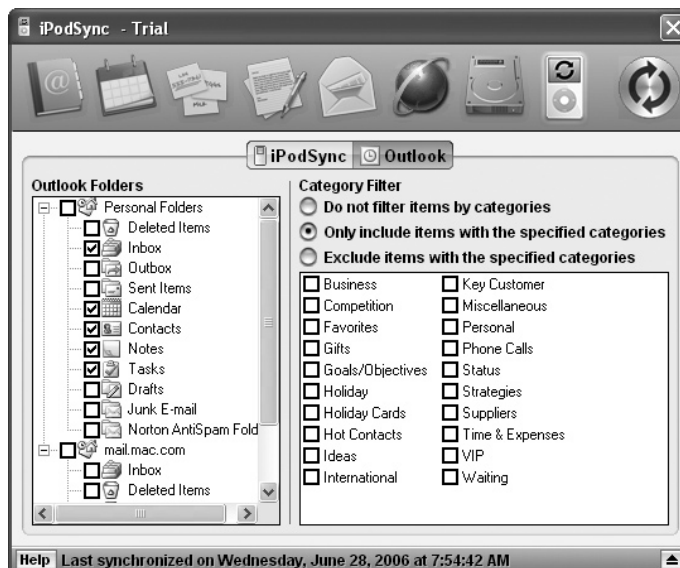 iPodSync - Trial
iPodSync Outlook
Outlook Folders
Personal Folders
Deleted Items
Inbox
Outbox
Sent Items
Calendar
Contacts
Notes
Tasks
Drafts
Junk E-mail
Norton AntiSpam Fold
mail.mac.com
Inbox
Deleted Items
Category Filter
Do not filter items by categories
Only include items with the specified categories
Exclude items with the specified categories
Business
Competition
Favorites
Gifts
Goals/Objectives
Holiday
Holiday Cards
Hot Contacts
Ideas
International
Key Customer
Miscellaneous
Personal
Phone Calls
Status
Strategies
Suppliers
Time & Expenses
VIP
Waiting
Help Last synchronized on Wednesday, June 28, 2006 at 7:54:42 AM